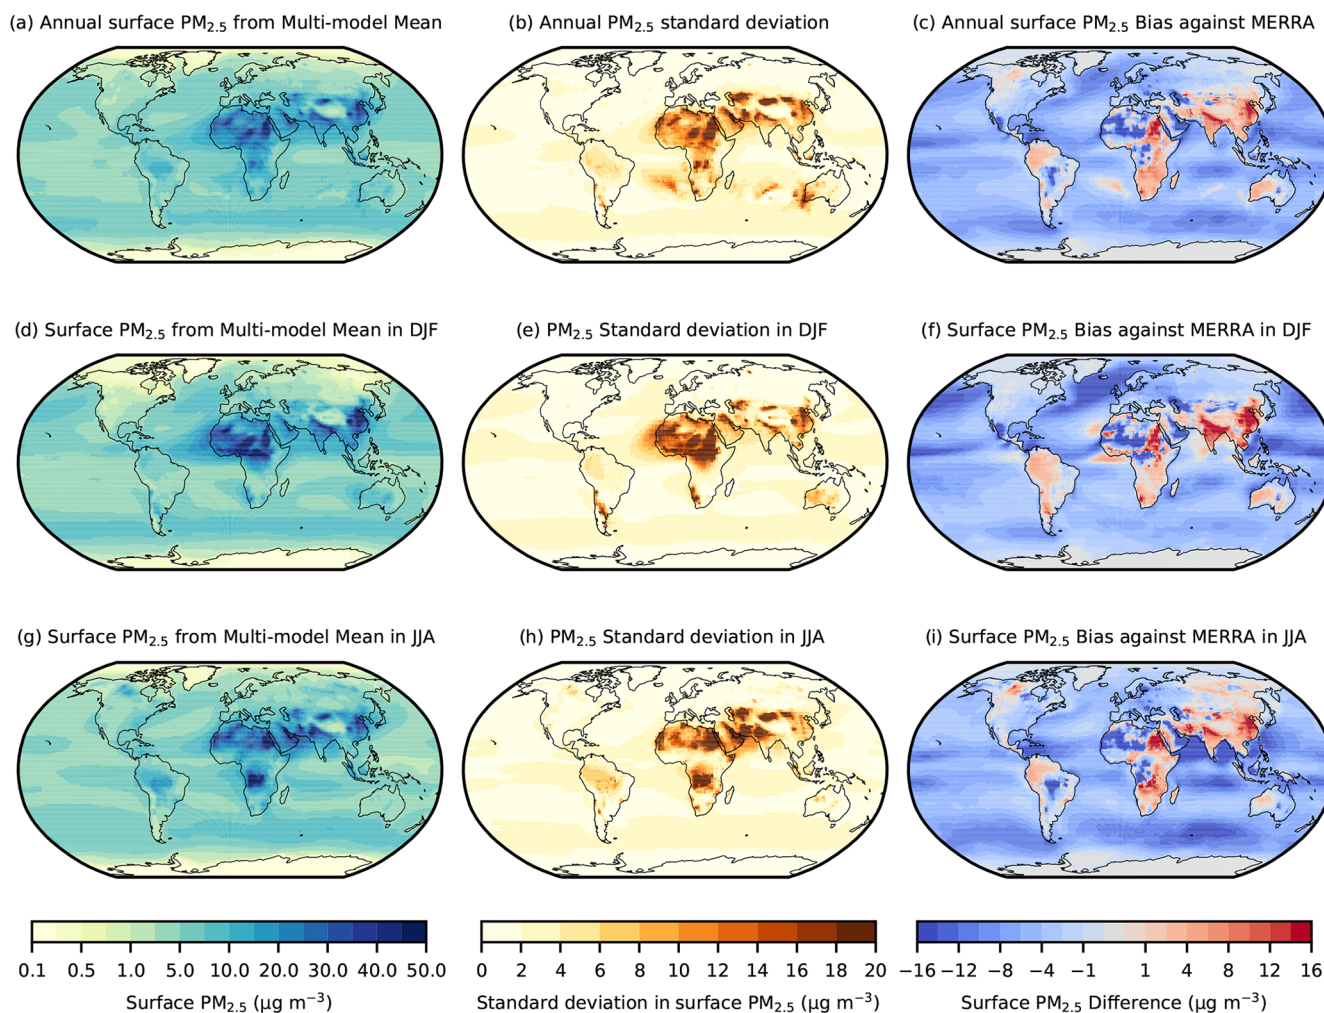 (a) Annual surface PM2.5 from Multi-model Mean
(b) Annual PM2.5 standard deviation
(c) Annual surface PM2.5 Bias against MERRA
(d) Surface PM2.5 from Multi-model Mean in DJF
(e) PM2.5 Standard deviation in DJF
(f) Surface PM2.5 Bias against MERRA in DJF
(g) Surface PM2.5 from Multi-model Mean in JJA
(h) PM2.5 Standard deviation in JJA
(i) Surface PM2.5 Bias against MERRA in JJA
0.1 0.5 1.0 5.0 10.0 20.0 30.0 40.0 50.0
Surface PM2.5 (μg m−3)
0 2 4 6 8 10 12 14 16 18 20
Standard deviation in surface PM2.5 (μg m−3)
−16 −12 −8 −4 −1 1 4 8 12 16
Surface PM2.5 Difference (μg m−3)